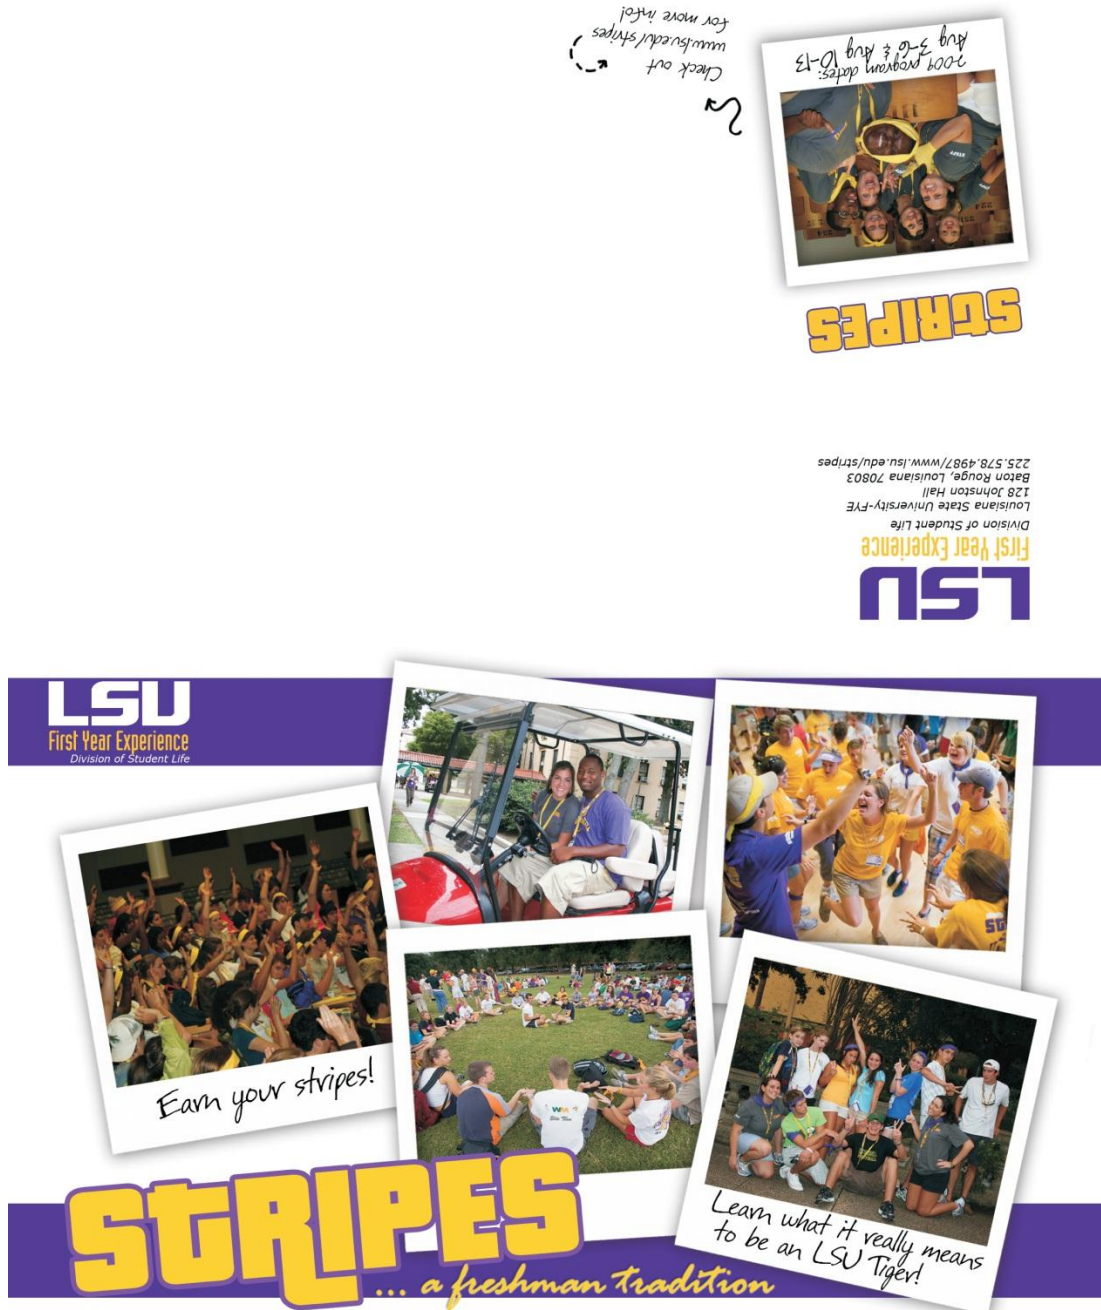 LSU
First Year Experience
Division of Student Life
Louisiana State University-FYE
128 Johnston Hall
Baton Rouge, Louisiana 70803
225.578.4987/www.lsu.edu/stripes
StRIPES
2009 program dates:
Aug 3-6 & Aug 10-13
Check out
www.lsu.edu/stripes
for more info!
LSU
First Year Experience
Division of Student Life
Earn your stripes!
Learn what it really means
to be an LSU Tiger!
StRIPES
... a freshman tradition